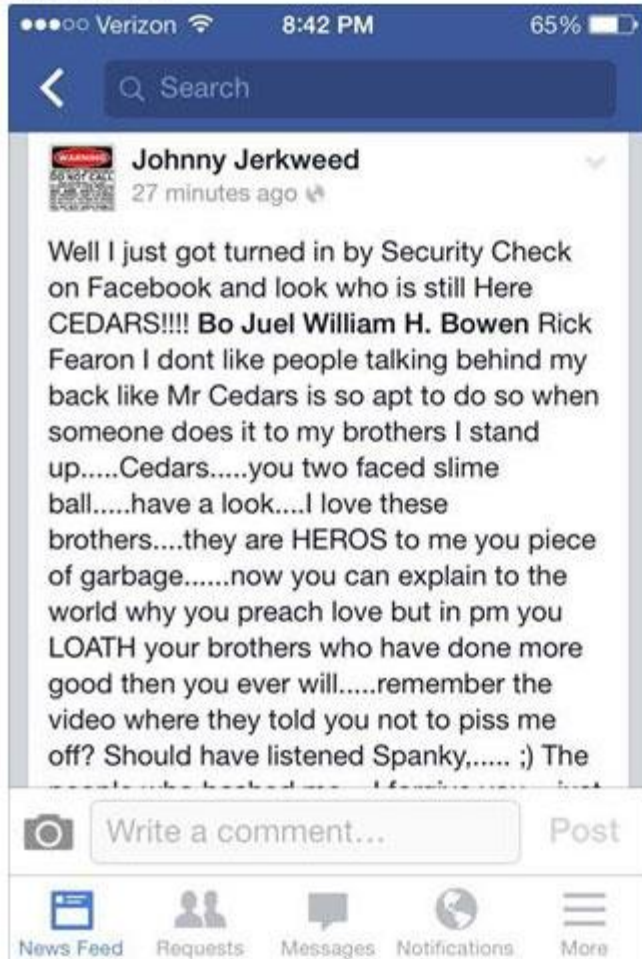 Verizon 8:42 PM 65%
Search
WARNING
DO NOT CALL
Johnny Jerkweed
27 minutes ago
Well I just got turned in by Security Check
on Facebook and look who is still Here
CEDARS!!!! Bo Juel William H. Bowen Rick
Fearon I dont like people talking behind my
back like Mr Cedars is so apt to do so when
someone does it to my brothers I stand
up.....Cedars.....you two faced slime
ball.....have a look....I love these
brothers....they are HEROS to me you piece
of garbage......now you can explain to the
world why you preach love but in pm you
LOATH your brothers who have done more
good then you ever will.....remember the
video where they told you not to piss me
off? Should have listened Spanky,..... ;) The
Write a comment...
Post
News Feed Requests Messages Notifications More